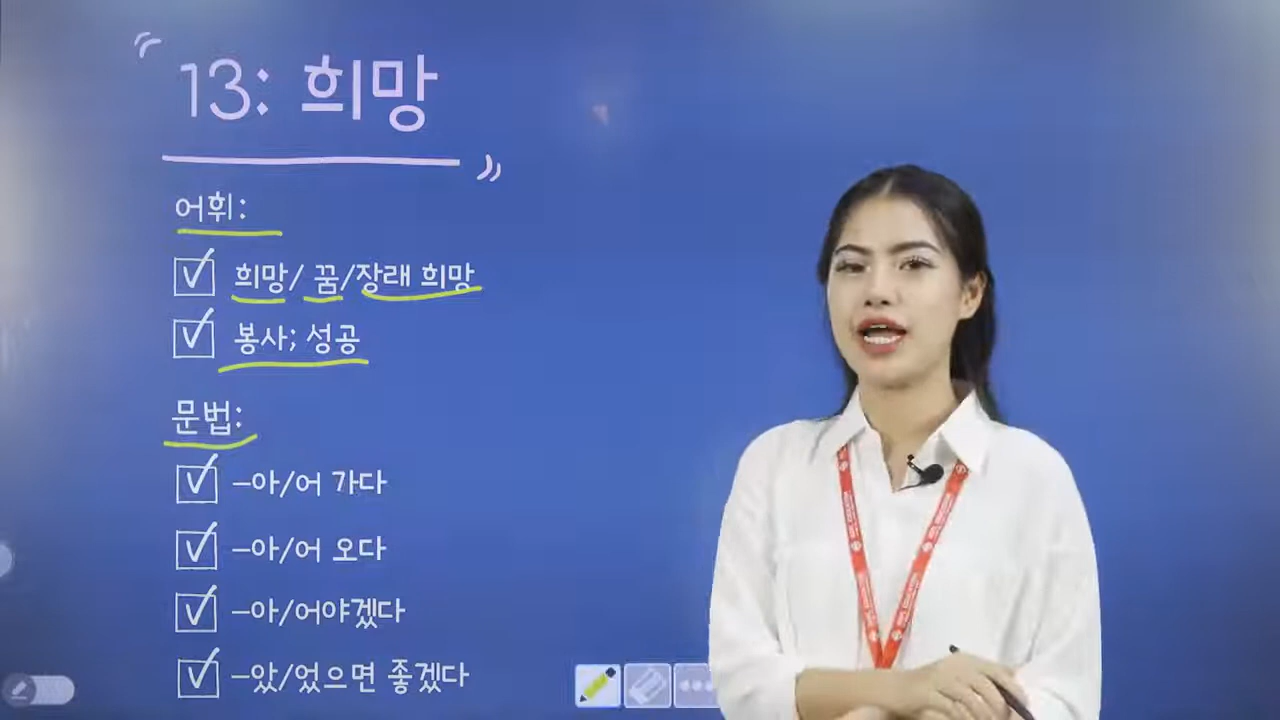 13: 희망
어휘:
희망/ 꿈/장래 희망
봉사; 성공
문법:
-아/어 가다
-아/어 오다
-아/어야겠다
-았/었으면 좋겠다